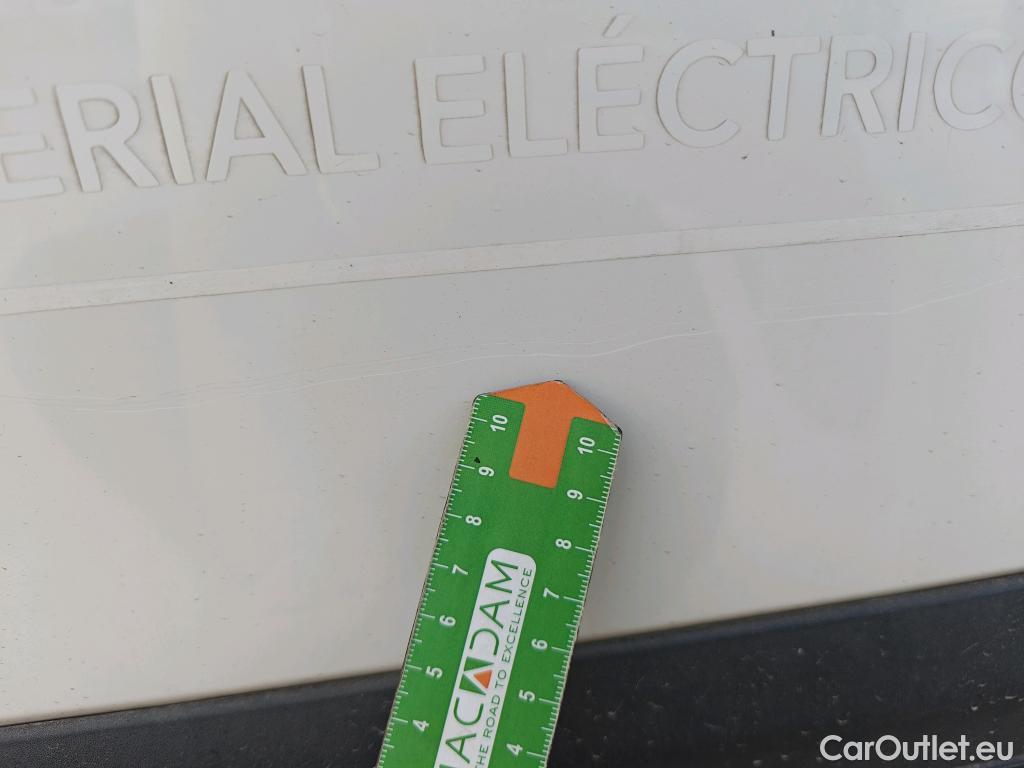 ERIAL ELÉCTRICO
10 10
9 9
8 8
7 7
6 6
5 5
4 4
MACADAM
THE ROAD TO EXCELLENCE
CarOutlet.eu